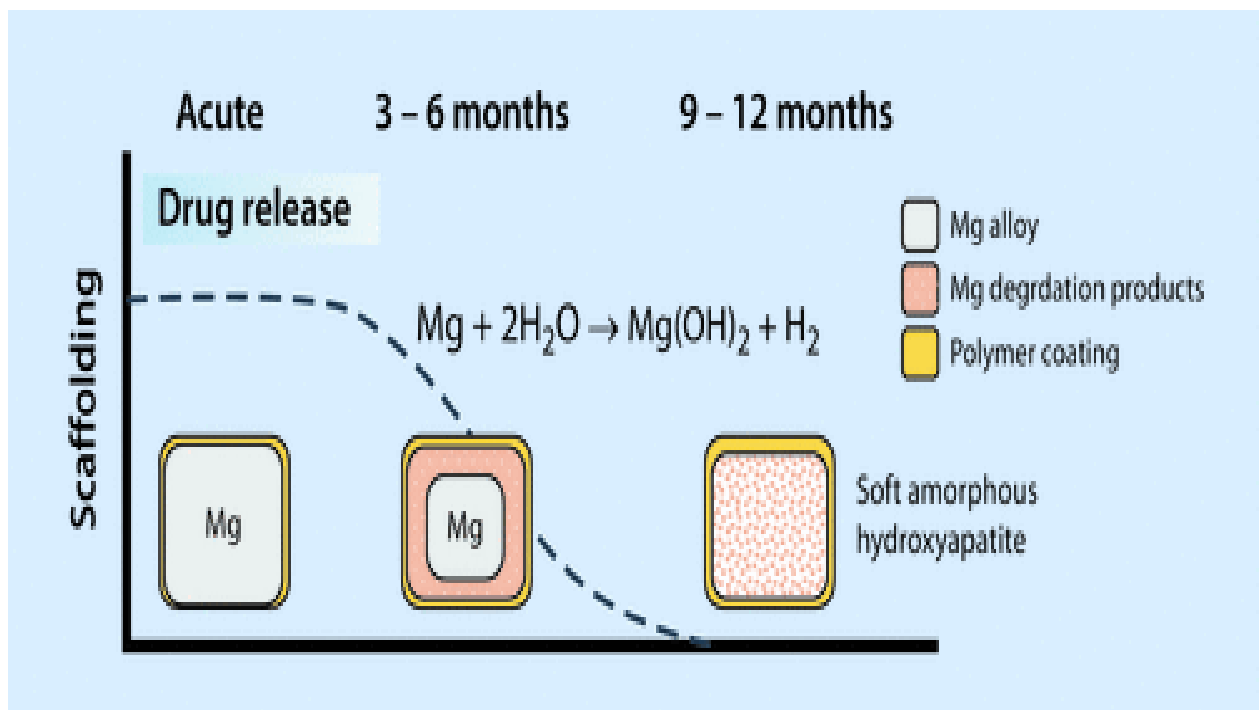 Acute
3 – 6 months
9 – 12 months
Drug release
Scaffolding
Mg + 2H₂O → Mg(OH)₂ + H₂
Mg alloy
Mg degrdation products
Polymer coating
Mg
Mg
Soft amorphous
hydroxyapatite